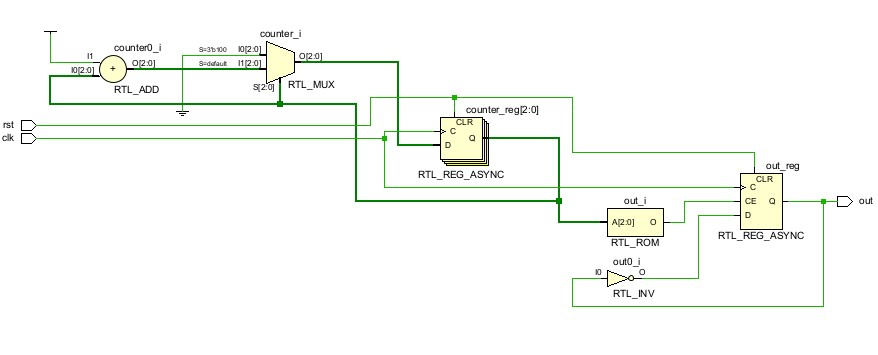 counter_i
counter0_i
S=3'b100 I0[2:0]
I1
O[2:0]
I0[2:0]
O[2:0]
S=default I1[2:0]
+
RTL_ADD
S[2:0]
RTL_MUX
counter_reg[2:0]
rst
clk
CLR
C
Q
D
RTL_REG_ASYNC
out_reg
CLR
C
CE Q
D
out
RTL_REG_ASYNC
out_i
A[2:0] O
RTL_ROM
out0_i
I0 O
RTL_INV